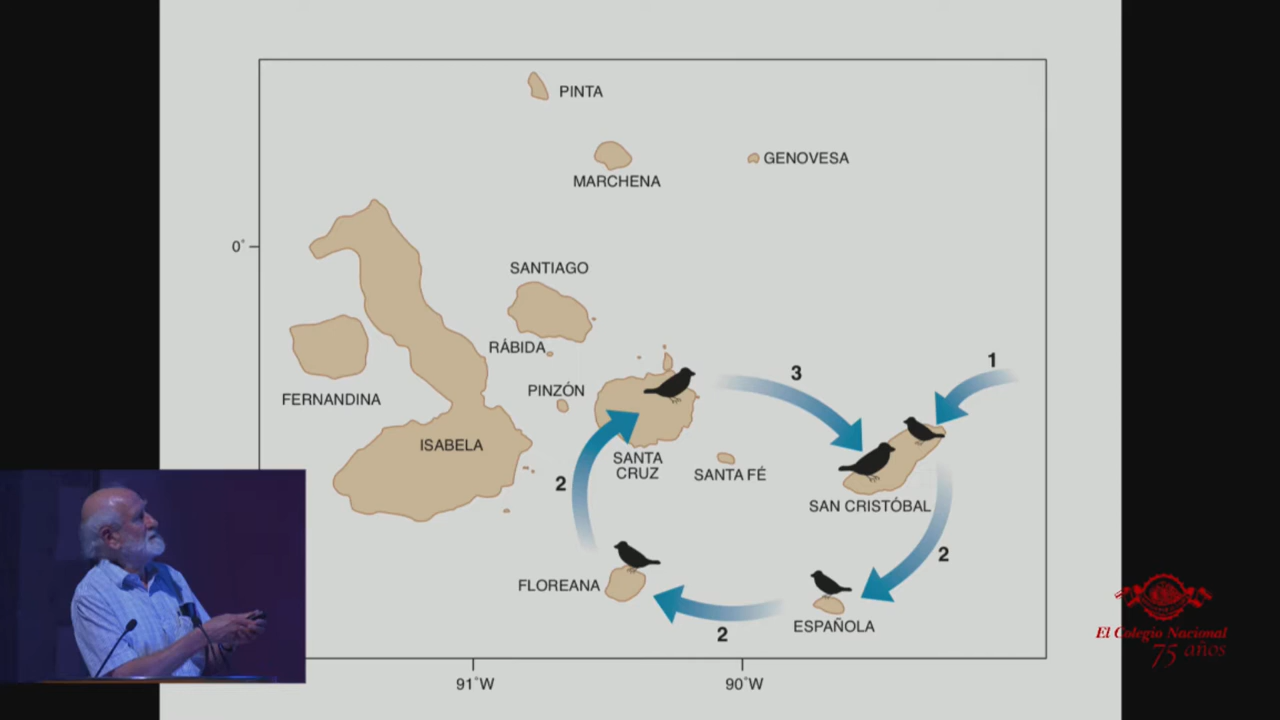 PINTA
MARCHENA
GENOVESA
0°
SANTIAGO
RÁBIDA
FERNANDINA
PINZÓN
ISABELA
SANTA
CRUZ
SANTA FÉ
SAN CRISTÓBAL
3
1
2
2
FLOREANA
2
ESPAÑOLA
91°W
90°W
El Colegio Nacional
75 años